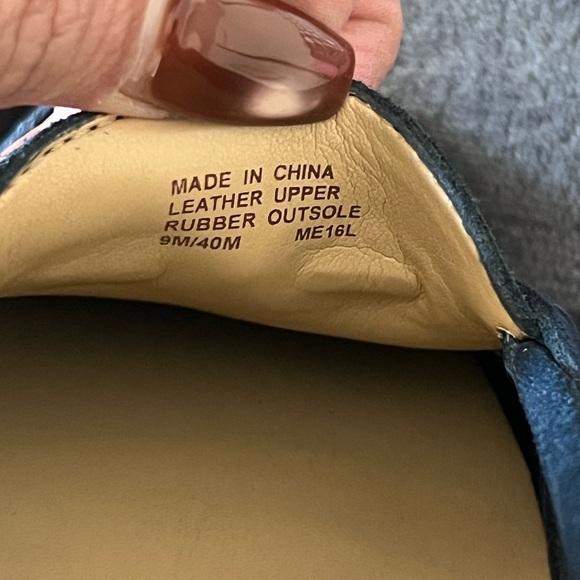 MADE IN CHINA
LEATHER UPPER
RUBBER OUTSOLE
9M/40M ME16L